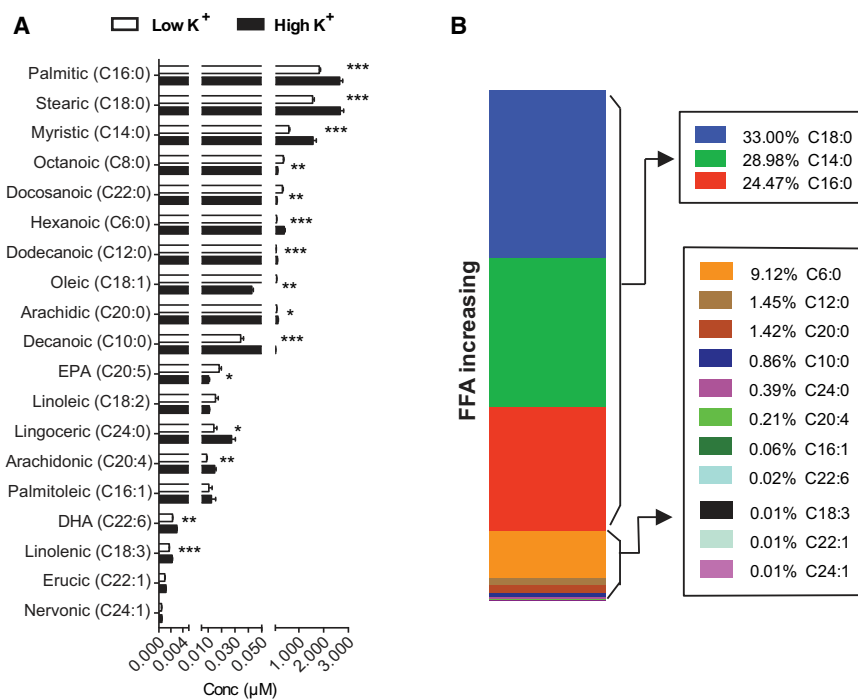 A
Low K+
High K+
Palmitic (C16:0)
***
Stearic (C18:0)
***
Myristic (C14:0)
***
Octanoic (C8:0)
**
Docosanoic (C22:0)
**
Hexanoic (C6:0)
***
Dodecanoic (C12:0)
***
Oleic (C18:1)
**
Arachidic (C20:0)
*
Decanoic (C10:0)
***
EPA (C20:5)
*
Linoleic (C18:2)
Lingoceric (C24:0)
*
Arachidonic (C20:4)
**
Palmitoleic (C16:1)
DHA (C22:6)
**
Linolenic (C18:3)
***
Erucic (C22:1)
Nervonic (C24:1)
0.000 0.004 0.010 0.030 0.050 1.000 2.000 3.000
Conc (μM)
B
FFA increasing
33.00% C18:0
28.98% C14:0
24.47% C16:0
9.12% C6:0
1.45% C12:0
1.42% C20:0
0.86% C10:0
0.39% C24:0
0.21% C20:4
0.06% C16:1
0.02% C22:6
0.01% C18:3
0.01% C22:1
0.01% C24:1